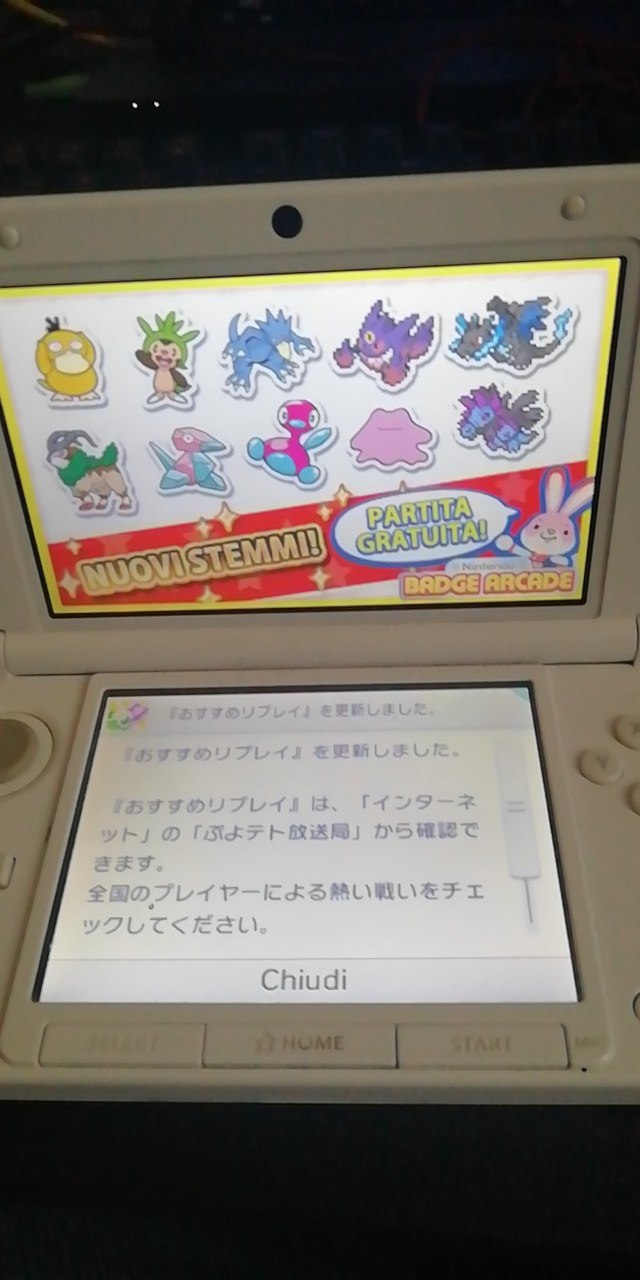 NUOVI STEMMI!
PARTITA
GRATUITA!
Nintendo
BADGE ARCADE
『おすすめリプレイ』を更新しました。
『おすすめリプレイ』を更新しました。
『おすすめリプレイ』は、「インターネ
ット」の「ぷよテト放送局」から確認で
きます。
全国のプレイヤーによる熱い戦いをチェ
ックしてください。
Chiudi
Y
SELECT
HOME
START
MIC